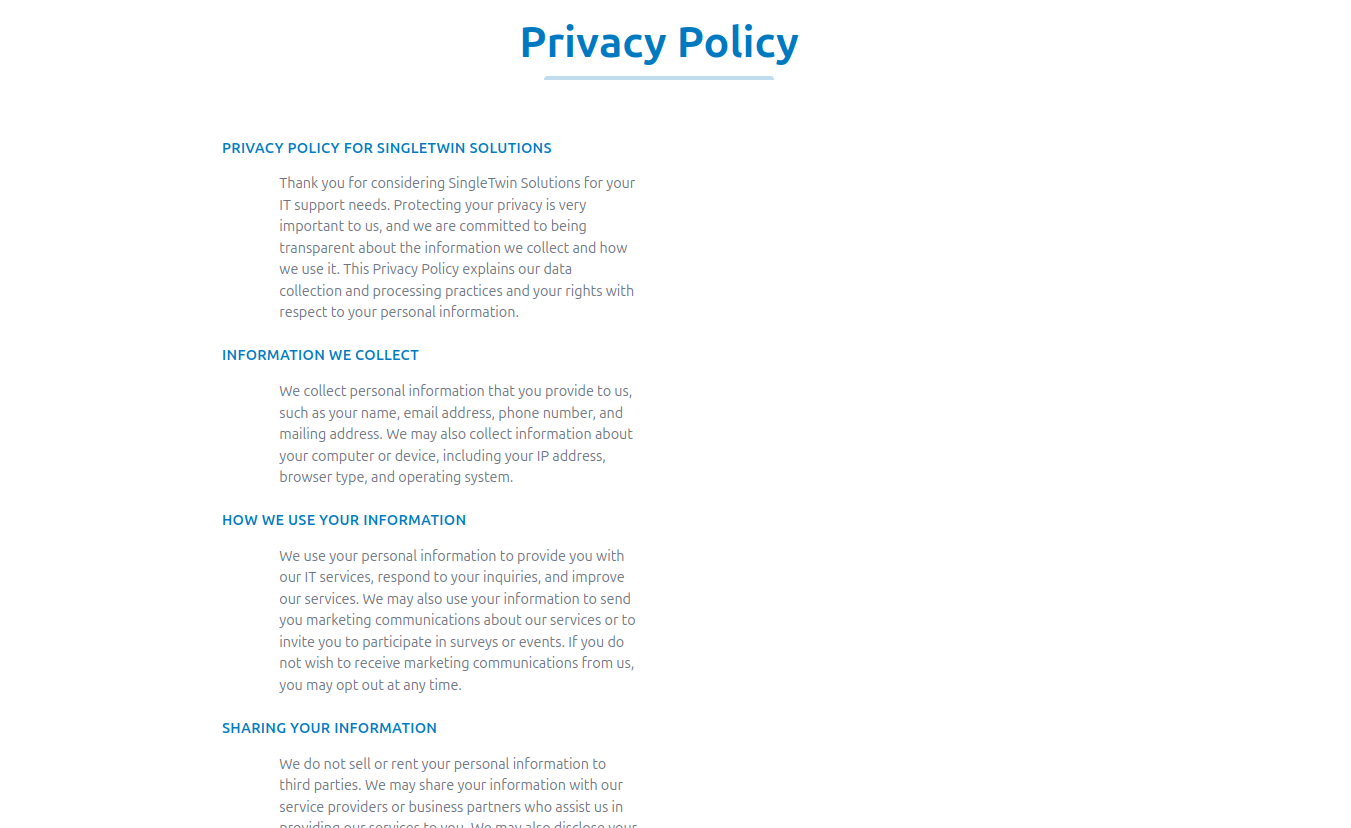 Privacy Policy
PRIVACY POLICY FOR SINGLETWIN SOLUTIONS
Thank you for considering SingleTwin Solutions for your
IT support needs. Protecting your privacy is very
important to us, and we are committed to being
transparent about the information we collect and how
we use it. This Privacy Policy explains our data
collection and processing practices and your rights with
respect to your personal information.
INFORMATION WE COLLECT
We collect personal information that you provide to us,
such as your name, email address, phone number, and
mailing address. We may also collect information about
your computer or device, including your IP address,
browser type, and operating system.
HOW WE USE YOUR INFORMATION
We use your personal information to provide you with
our IT services, respond to your inquiries, and improve
our services. We may also use your information to send
you marketing communications about our services or to
invite you to participate in surveys or events. If you do
not wish to receive marketing communications from us,
you may opt out at any time.
SHARING YOUR INFORMATION
We do not sell or rent your personal information to
third parties. We may share your information with our
service providers or business partners who assist us in
providing our services to you. We may also disclose your